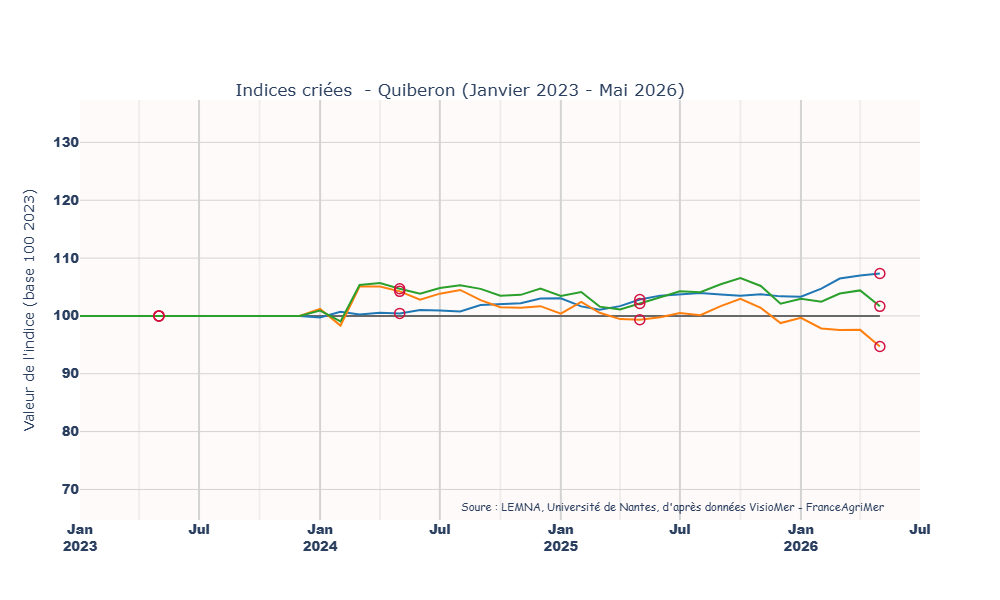 Indices criées  - Quiberon (Janvier 2023 - Mai 2026)
Valeur de l'indice (base 100 2023)
130
120
110
100
90
80
70
Soure : LEMNA, Université de Nantes, d'après données VisioMer - FranceAgriMer
Jan Jul Jan Jul Jan Jul Jan Jul
2023 2024 2025 2026